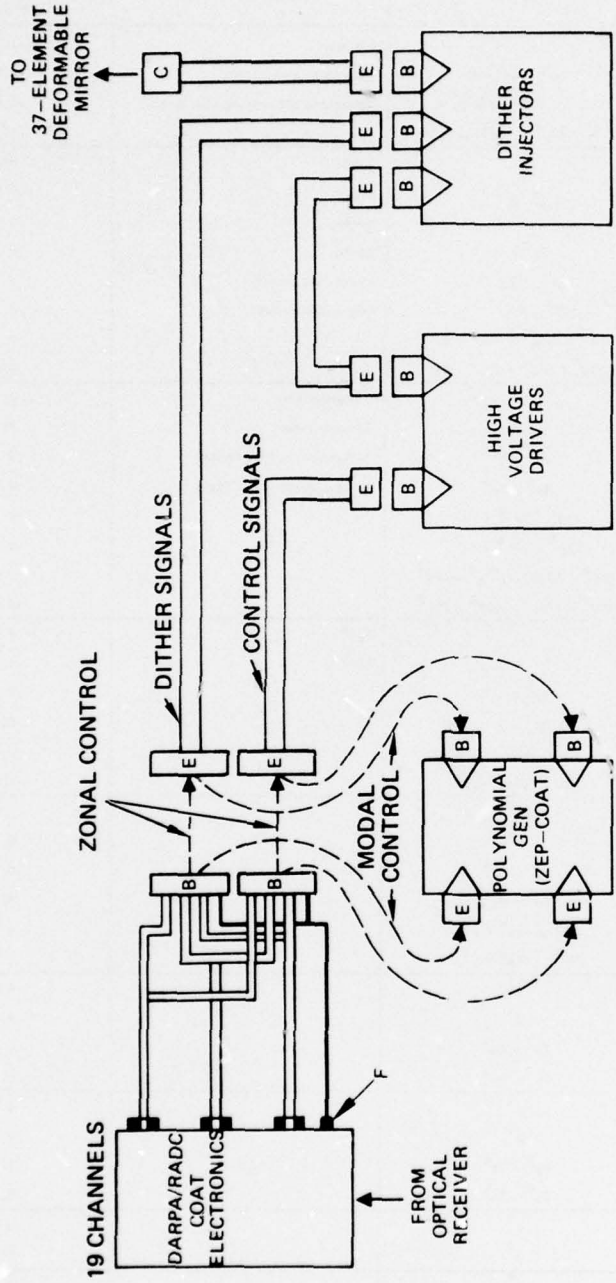 19 CHANNELS
DARPA/RADC
COAT
ELECTRONICS
FROM
OPTICAL
RECEIVER
F
B
B
ZONAL CONTROL
E
E
DITHER SIGNALS
CONTROL SIGNALS
MODAL
CONTROL
E
E
B
B
POLYNOMIAL
GEN
(ZEP-COAT)
E
B
E
B
HIGH
VOLTAGE
DRIVERS
E
B
E
B
E
B
DITHER
INJECTORS
C
TO
37-ELEMENT
DEFORMABLE
MIRROR